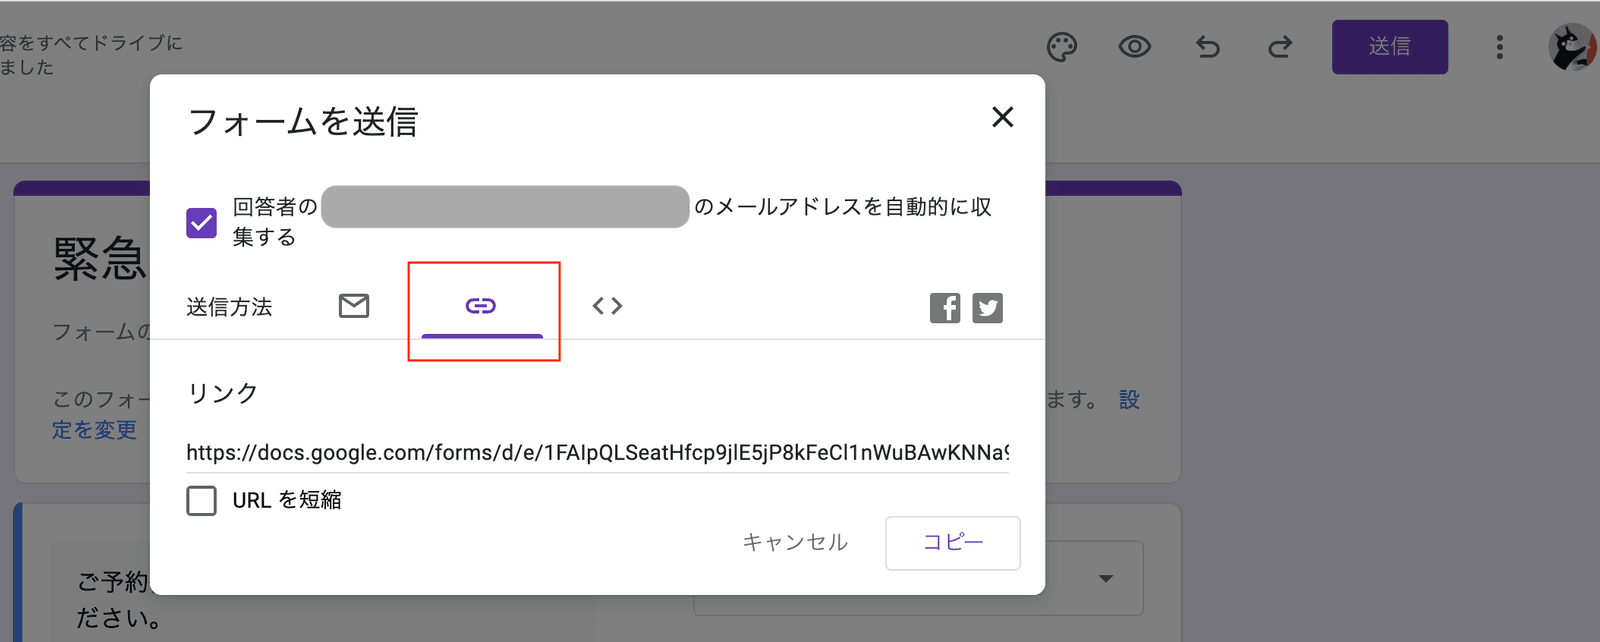 容をすべてドライブに
ました
送信
フォームを送信
回答者の
のメールアドレスを自動的に収
集する
緊急
送信方法
フォームの
リンク
このフォー
ます。 設
定を変更
https://docs.google.com/forms/d/e/1FAIpQLSeatHfcp9jlE5jP8kFeCl1nWuBAwKNNa9
URL を短縮
キャンセル
コピー
ご予約
ださい。